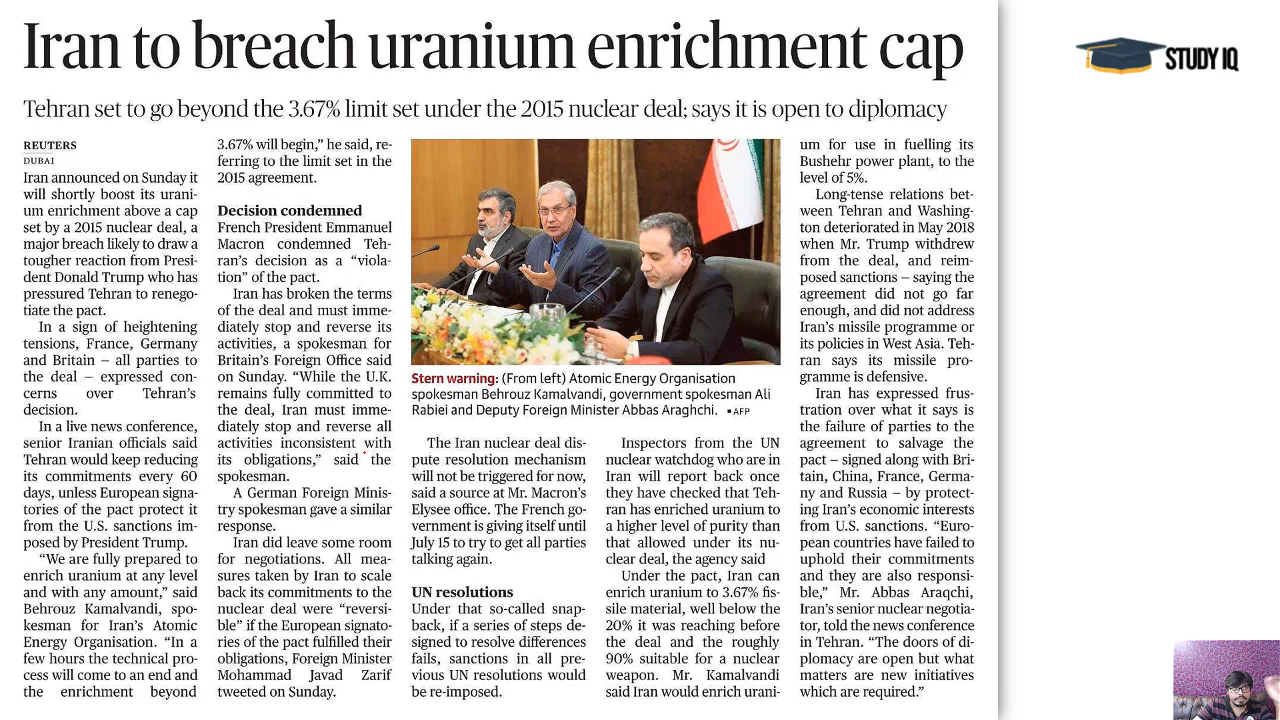 Iran to breach uranium enrichment cap
Tehran set to go beyond the 3.67% limit set under the 2015 nuclear deal; says it is open to diplomacy
REUTERS
DUBAI
Iran announced on Sunday it
will shortly boost its urani-
um enrichment above a cap
set by a 2015 nuclear deal, a
major breach likely to draw a
tougher reaction from Presi-
dent Donald Trump who has
pressured Tehran to renego-
tiate the pact.
In a sign of heightening
tensions, France, Germany
and Britain – all parties to
the deal – expressed con-
cerns over Tehran's
decision.
In a live news conference,
senior Iranian officials said
Tehran would keep reducing
its commitments every 60
days, unless European signa-
tories of the pact protect it
from the U.S. sanctions im-
posed by President Trump.
“We are fully prepared to
enrich uranium at any level
and with any amount,” said
Behrouz Kamalvandi, spo-
kesman for Iran's Atomic
Energy Organisation. “In a
few hours the technical pro-
cess will come to an end and
the enrichment beyond
3.67% will begin,” he said, re-
ferring to the limit set in the
2015 agreement.
Decision condemned
French President Emmanuel
Macron condemned Teh-
ran's decision as a “viola-
tion” of the pact.
Iran has broken the terms
of the deal and must imme-
diately stop and reverse its
activities, a spokesman for
Britain's Foreign Office said
on Sunday. “While the U.K.
remains fully committed to
the deal, Iran must imme-
diately stop and reverse all
activities inconsistent with
its obligations,” said the
spokesman.
A German Foreign Minis-
try spokesman gave a similar
response.
Iran did leave some room
for negotiations. All mea-
sures taken by Iran to scale
back its commitments to the
nuclear deal were “reversi-
ble” if the European signato-
ries of the pact fulfilled their
obligations, Foreign Minister
Mohammad Javad Zarif
tweeted on Sunday.
Stern warning: (From left) Atomic Energy Organisation
spokesman Behrouz Kamalvandi, government spokesman Ali
Rabiei and Deputy Foreign Minister Abbas Araghchi. ▪ AFP
The Iran nuclear deal dis-
pute resolution mechanism
will not be triggered for now,
said a source at Mr. Macron's
Elysee office. The French go-
vernment is giving itself until
July 15 to try to get all parties
talking again.
UN resolutions
Under that so-called snap-
back, if a series of steps de-
signed to resolve differences
fails, sanctions in all pre-
vious UN resolutions would
be re-imposed.
Inspectors from the UN
nuclear watchdog who are in
Iran will report back once
they have checked that Teh-
ran has enriched uranium to
a higher level of purity than
that allowed under its nu-
clear deal, the agency said
Under the pact, Iran can
enrich uranium to 3.67% fis-
sile material, well below the
20% it was reaching before
the deal and the roughly
90% suitable for a nuclear
weapon. Mr. Kamalvandi
said Iran would enrich urani-
um for use in fuelling its
Bushehr power plant, to the
level of 5%.
Long-tense relations bet-
ween Tehran and Washing-
ton deteriorated in May 2018
when Mr. Trump withdrew
from the deal, and reim-
posed sanctions – saying the
agreement did not go far
enough, and did not address
Iran's missile programme or
its policies in West Asia. Teh-
ran says its missile pro-
gramme is defensive.
Iran has expressed frus-
tration over what it says is
the failure of parties to the
agreement to salvage the
pact – signed along with Bri-
tain, China, France, Germa-
ny and Russia – by protect-
ing Iran's economic interests
from U.S. sanctions. “Euro-
pean countries have failed to
uphold their commitments
and they are also responsi-
ble,” Mr. Abbas Araqchi,
Iran's senior nuclear negotia-
tor, told the news conference
in Tehran. “The doors of di-
plomacy are open but what
matters are new initiatives
which are required.”
STUDY IQ